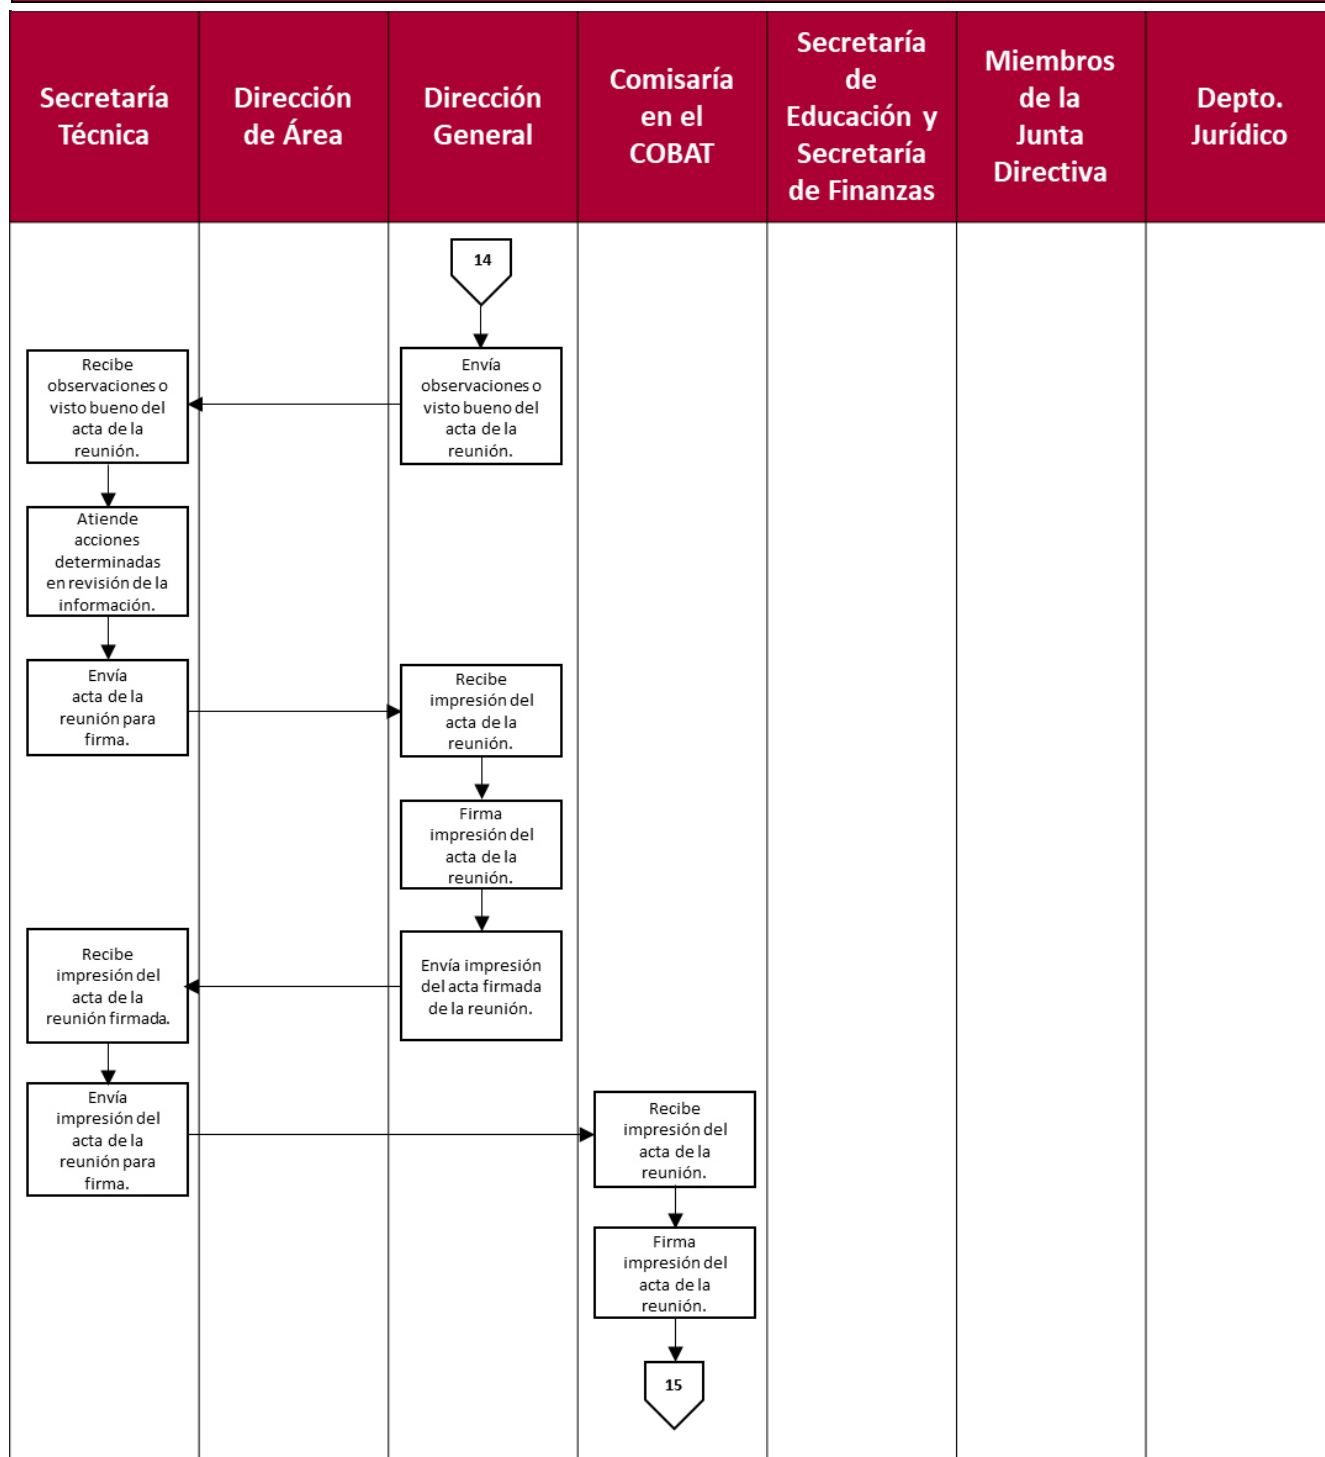 Secretaría
Técnica
Dirección
de Área
Dirección
General
Comisaría
en el
COBAT
Secretaría
de
Educación y
Secretaría
de Finanzas
Miembros
de la
Junta
Directiva
Depto.
Jurídico
14
Envía
observaciones o
visto bueno del
acta de la
reunión.
Recibe
observaciones o
visto bueno del
acta de la
reunión.
Atiende
acciones
determinadas
en revisión de la
información.
Envía
acta de la
reunión para
firma.
Recibe
impresión del
acta de la
reunión.
Firma
impresión del
acta de la
reunión.
Envía impresión
del acta firmada
de la reunión.
Recibe
impresión del
acta de la
reunión firmada.
Envía
impresión del
acta de la
reunión para
firma.
Recibe
impresión del
acta de la
reunión.
Firma
impresión del
acta de la
reunión.
15